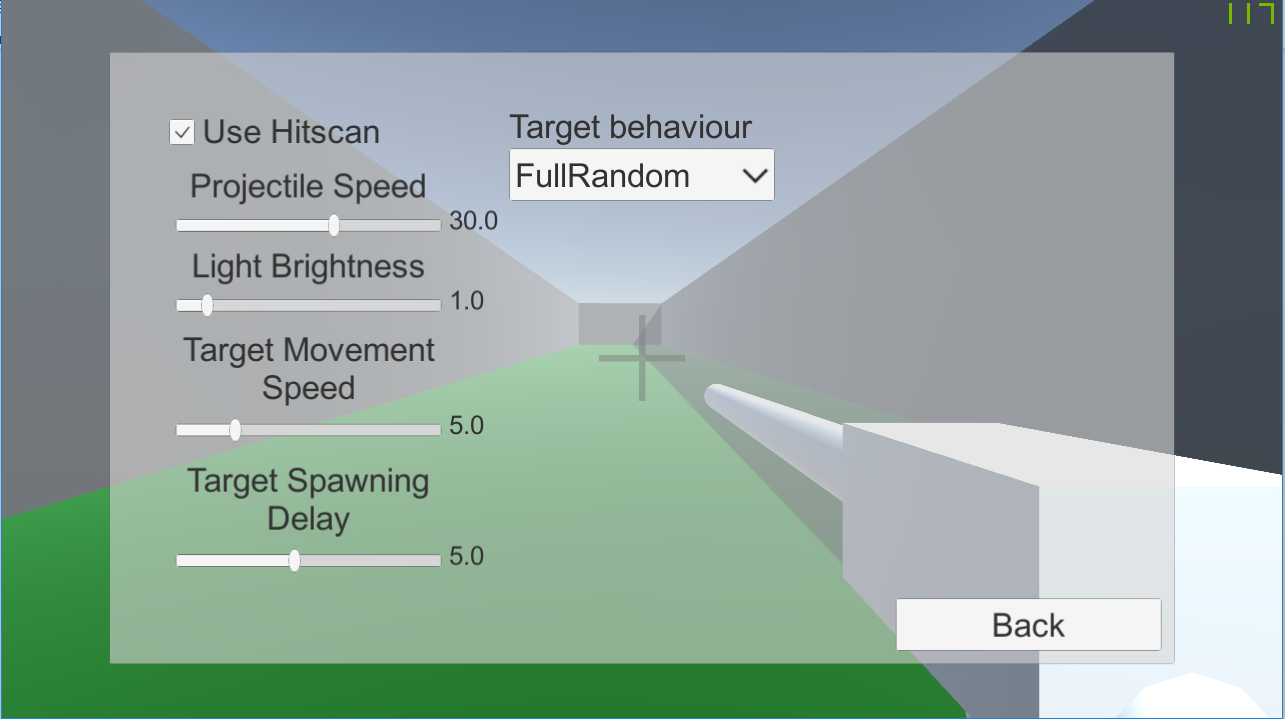 117
Use Hitscan
Target behaviour
FullRandom
Projectile Speed
30.0
Light Brightness
1.0
Target Movement
Speed
5.0
Target Spawning
Delay
5.0
Back